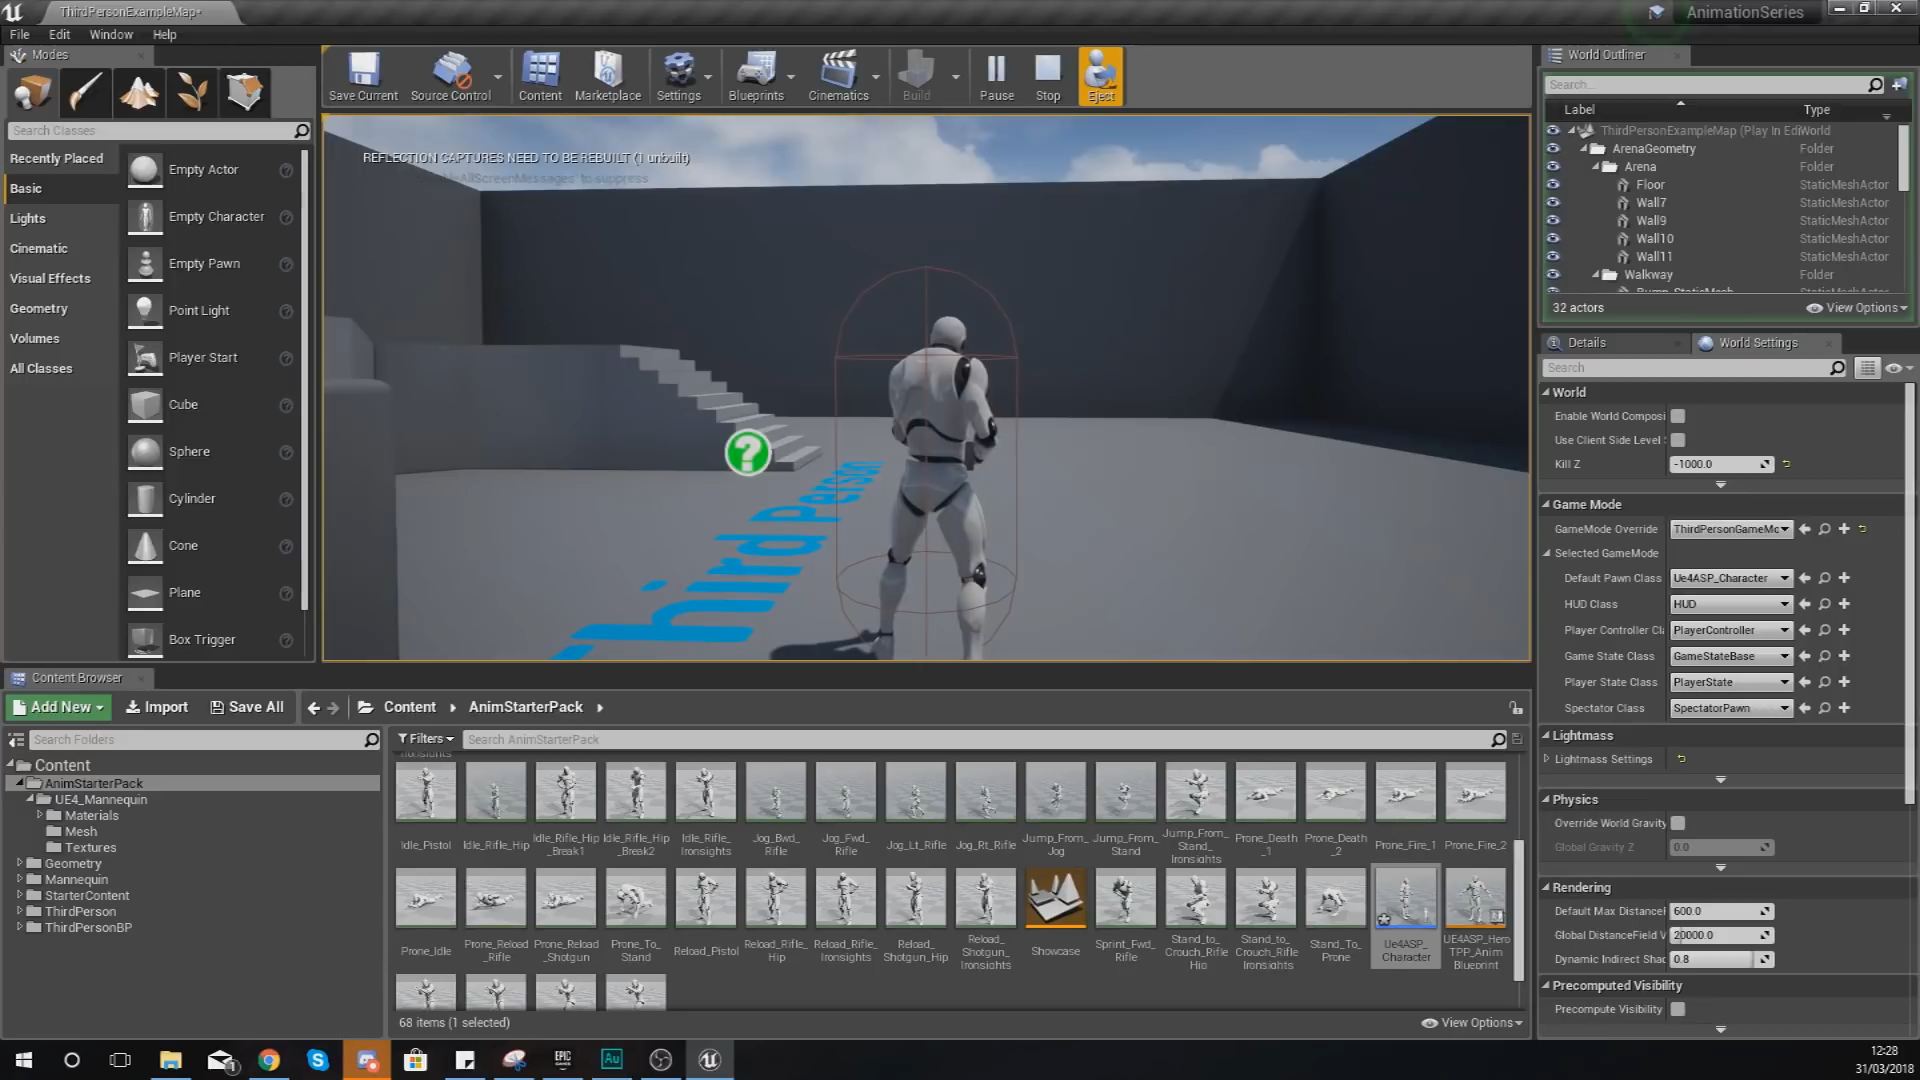 ThirdPersonExampleMap*
AnimationSeries
File Edit Window Help
Modes
Search Classes
Recently Placed
Basic
Lights
Cinematic
Visual Effects
Geometry
Volumes
All Classes
Empty Actor
Empty Character
Empty Pawn
Point Light
Player Start
Cube
Sphere
Cylinder
Cone
Plane
Box Trigger
Save Current Source Control Content Marketplace Settings Blueprints Cinematics Build Pause Stop Eject
REFLECTION CAPTURES NEED TO BE REBUILT (1 unbuilt)
AllScreenMessages' to suppress
ThirdPerson
World Outliner
Search...
Label Type
ThirdPersonExampleMap (Play In Edi World
ArenaGeometry Folder
Arena Folder
Floor StaticMeshActor
Wall7 StaticMeshActor
Wall9 StaticMeshActor
Wall10 StaticMeshActor
Wall11 StaticMeshActor
Walkway Folder
32 actors View Options
Details World Settings
Search
World
Enable World Composi
Use Client Side Level
Kill Z -1000.0
Game Mode
GameMode Override ThirdPersonGameMo
Selected GameMode
Default Pawn Class Ue4ASP_Character
HUD Class HUD
Player Controller Cl PlayerController
Game State Class GameStateBase
Player State Class PlayerState
Spectator Class SpectatorPawn
Lightmass
Lightmass Settings
Physics
Override World Gravity
Global Gravity Z 0.0
Rendering
Default Max DistanceF 600.0
Global DistanceField V 20000.0
Dynamic Indirect Shad 0.8
Precomputed Visibility
Precompute Visibility
Content Browser
Add New Import Save All Content AnimStarterPack
Search Folders
Filters Search AnimStarterPack
Content
AnimStarterPack
UE4_Mannequin
Materials
Mesh
Textures
Geometry
Mannequin
StarterContent
ThirdPerson
ThirdPersonBP
Ironsights
Idle_Pistol
Idle_Rifle_Hip
Idle_Rifle_Hip
_Break1
Idle_Rifle_Hip
_Break2
Idle_Rifle_
Ironsights
Jog_Bwd_
Rifle
Jog_Fwd_
Rifle
Jog_Lt_Rifle
Jog_Rt_Rifle
Jump_From_
Jog
Jump_From_
Stand
Jump_From_
Stand_
Ironsights
Prone_Death
_1
Prone_Death
_2
Prone_Fire_1
Prone_Fire_2
Prone_Idle
Prone_Reload
_Rifle
Prone_Reload
_Shotgun
Prone_To_
Stand
Reload_Pistol
Reload_Rifle_
Hip
Reload_Rifle_
Ironsights
Reload_
Shotgun_Hip
Reload_
Shotgun_
Ironsights
Showcase
Sprint_Fwd_
Rifle
Stand_to_
Crouch_Rifle
_Hip
Stand_to_
Crouch_Rifle_
Ironsights
Stand_To_
Prone
Ue4ASP_
Character
UE4ASP_Hero
TPP_Anim
Blueprint
68 items (1 selected)
View Options
EPIC
GAMES
Au
12:28
31/03/2018